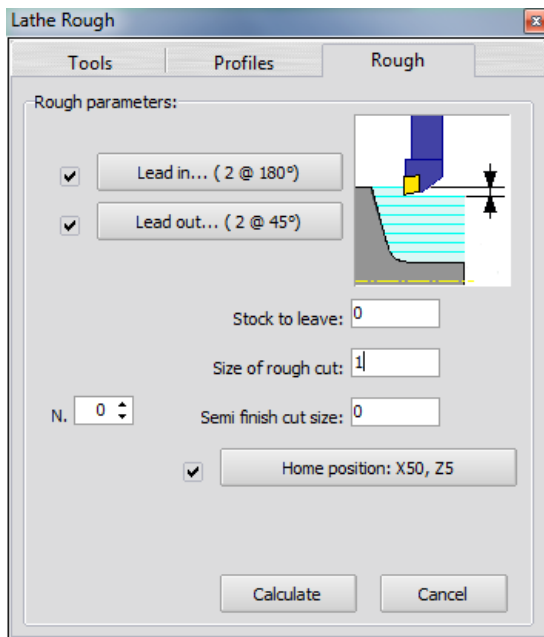 Lathe Rough
Tools Profiles Rough
Rough parameters:
Lead in... ( 2 @ 180°)
Lead out... ( 2 @ 45°)
Stock to leave: 0
Size of rough cut: 1
N. 0 Semi finish cut size: 0
Home position: X50, Z5
Calculate Cancel